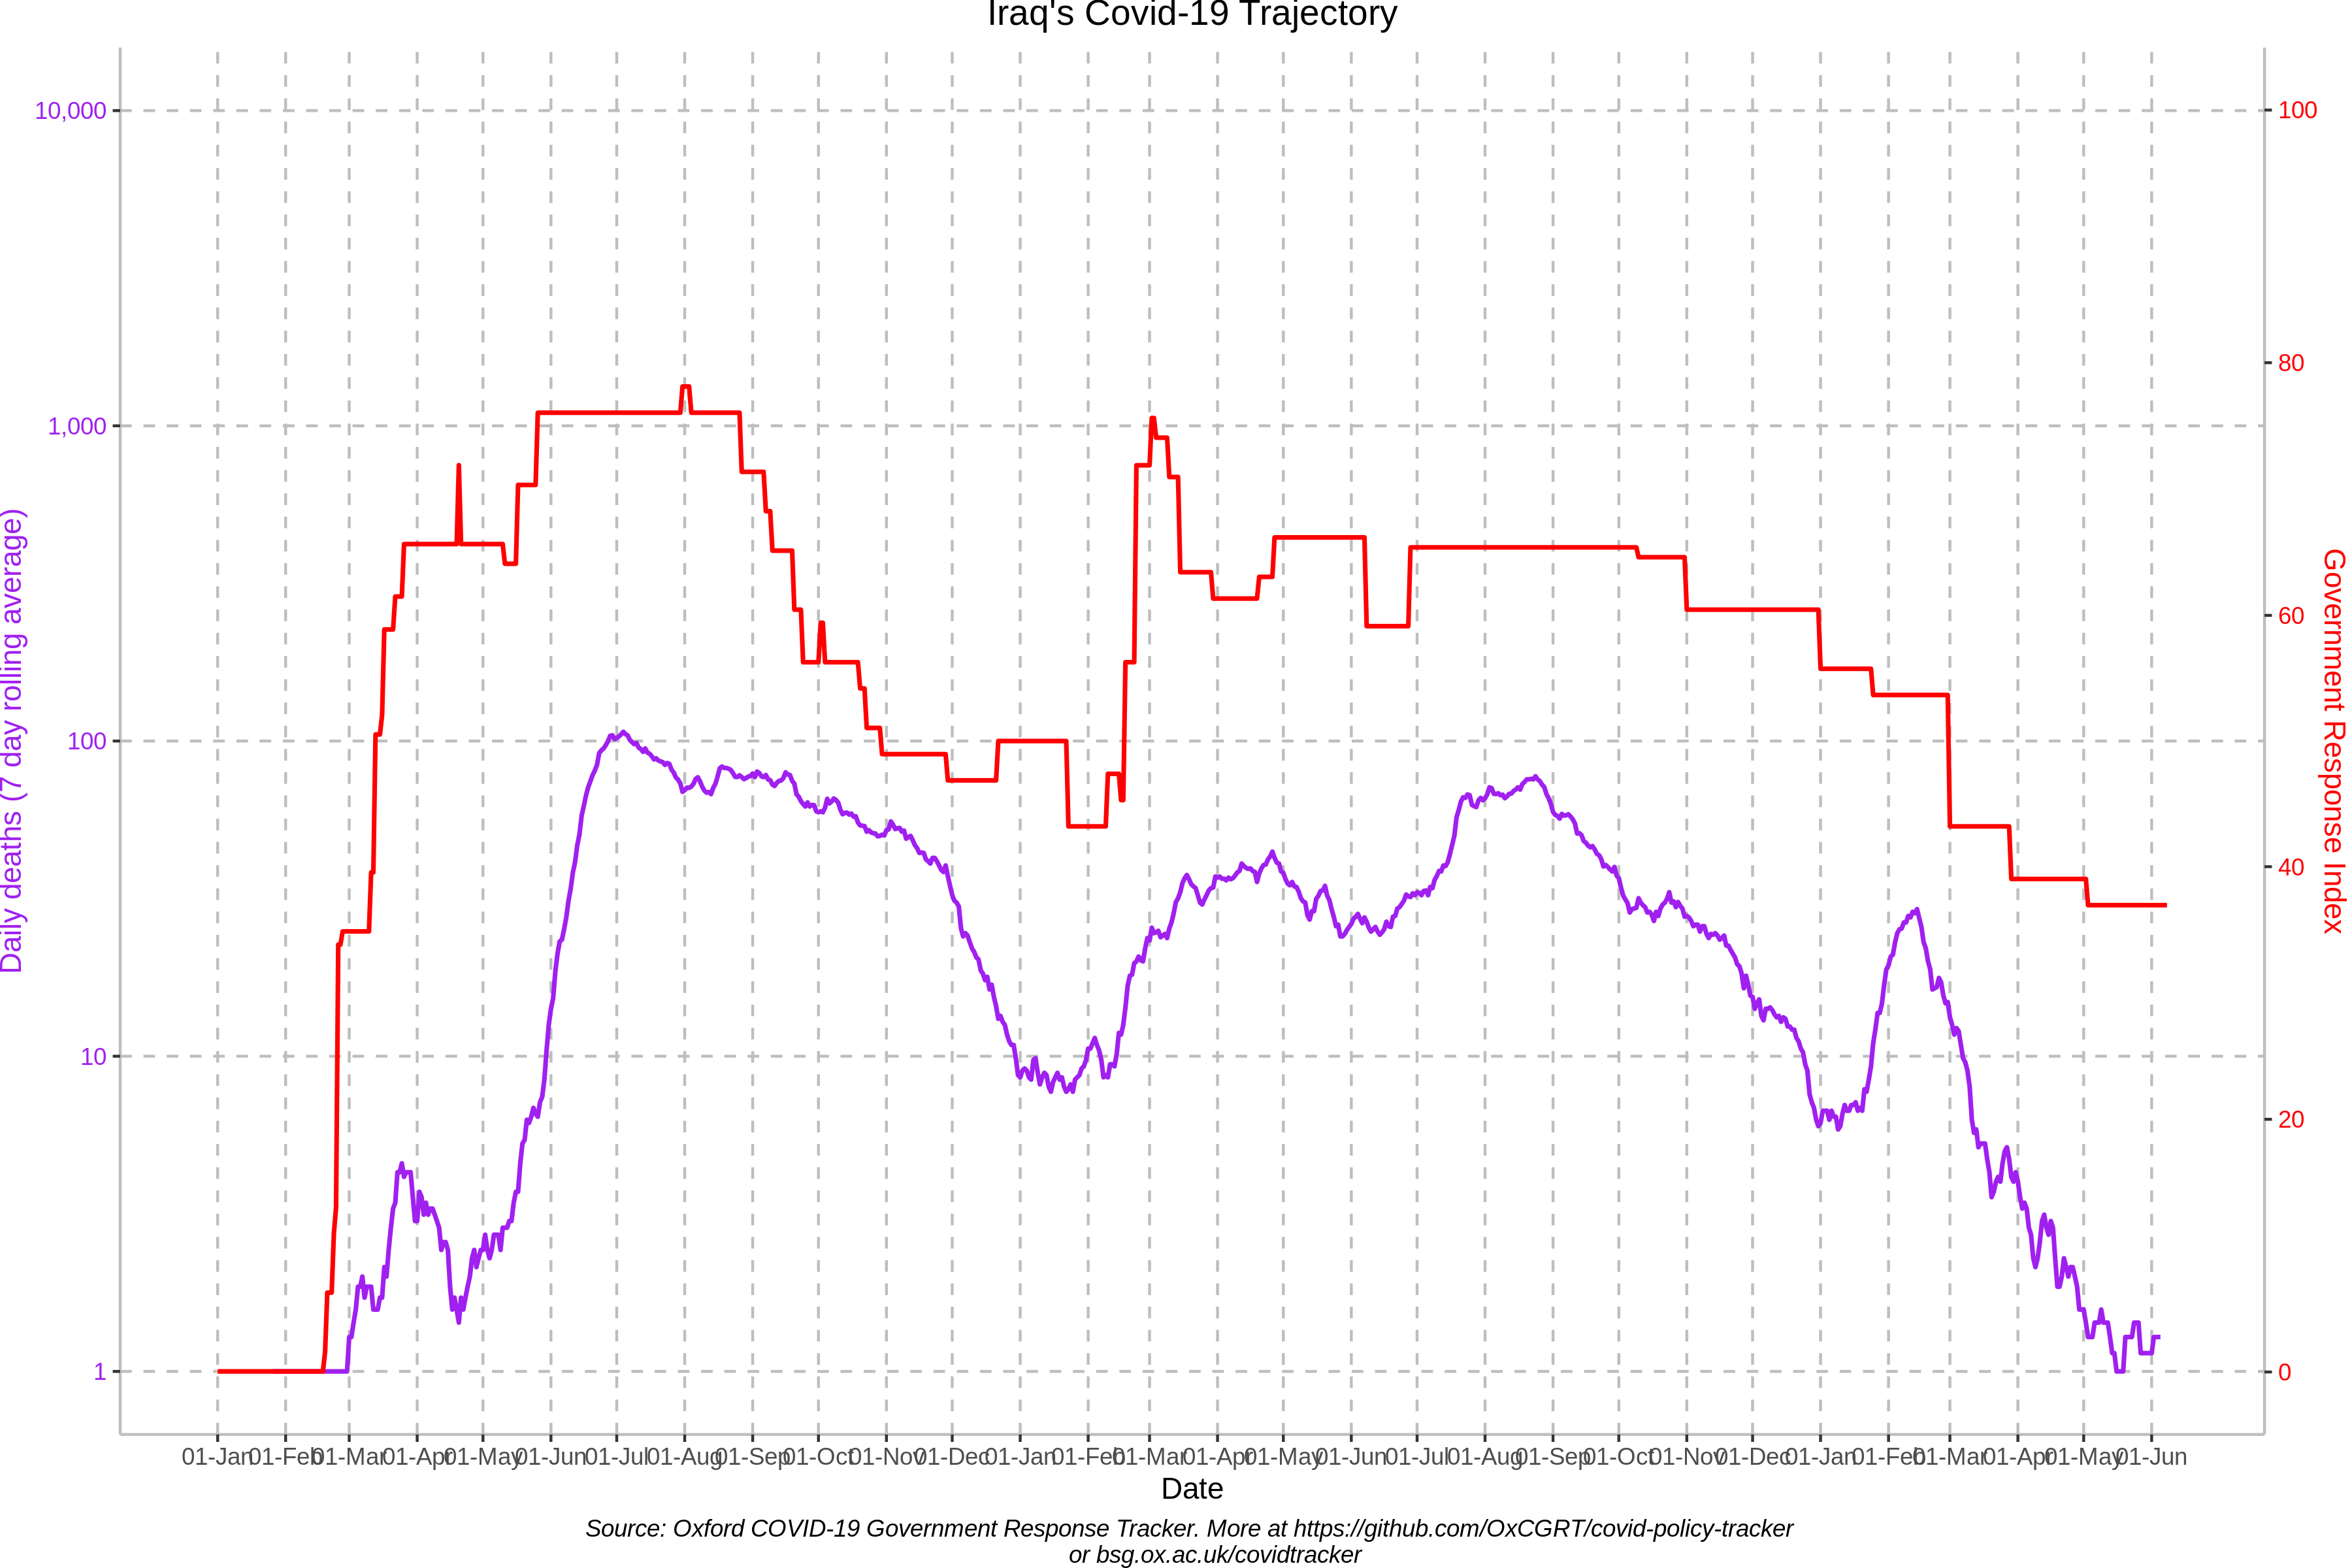 Iraq's Covid-19 Trajectory
10,000
1,000
100
10
1
Daily deaths (7 day rolling average)
100
80
60
40
20
0
Government Response Index
01-Jan 01-Feb 01-Mar 01-Apr 01-May 01-Jun 01-Jul 01-Aug 01-Sep 01-Oct 01-Nov 01-Dec 01-Jan 01-Feb 01-Mar 01-Apr 01-May 01-Jun 01-Jul 01-Aug 01-Sep 01-Oct 01-Nov 01-Dec 01-Jan 01-Feb 01-Mar 01-Apr 01-May 01-Jun
Date
Source: Oxford COVID-19 Government Response Tracker. More at https://github.com/OxCGRT/covid-policy-tracker
or bsg.ox.ac.uk/covidtracker